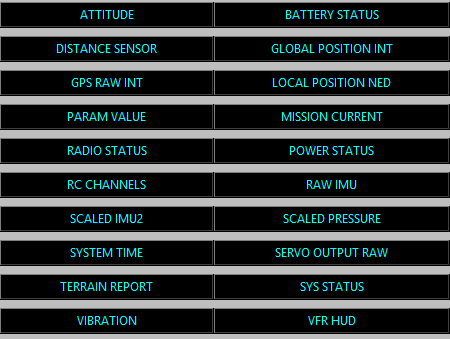 ATTITUDE BATTERY STATUS
DISTANCE SENSOR GLOBAL POSITION INT
GPS RAW INT LOCAL POSITION NED
PARAM VALUE MISSION CURRENT
RADIO STATUS POWER STATUS
RC CHANNELS RAW IMU
SCALED IMU2 SCALED PRESSURE
SYSTEM TIME SERVO OUTPUT RAW
TERRAIN REPORT SYS STATUS
VIBRATION VFR HUD